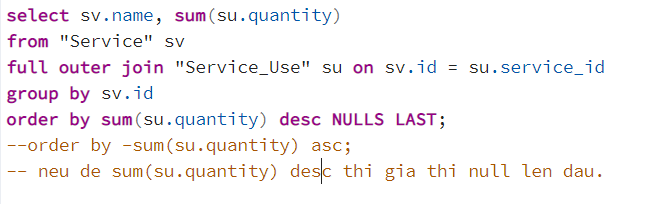 select sv.name, sum(su.quantity)
from "Service" sv
full outer join "Service_Use" su on sv.id = su.service_id
group by sv.id
order by sum(su.quantity) desc NULLS LAST;
--order by -sum(su.quantity) asc;
-- neu de sum(su.quantity) desc thi gia thi null len dau.